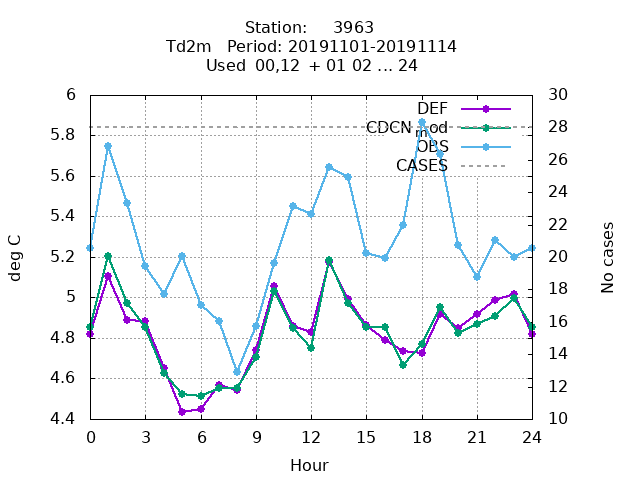 Station: 3963
Td2m Period: 20191101-20191114
Used 00,12 + 01 02 ... 24
6
5.8
5.6
5.4
5.2
5
4.8
4.6
4.4
30
28
26
24
22
20
18
16
14
12
10
DEF
CDCN_mod
OBS
CASES
deg C
No cases
0 3 6 9 12 15 18 21 24
Hour